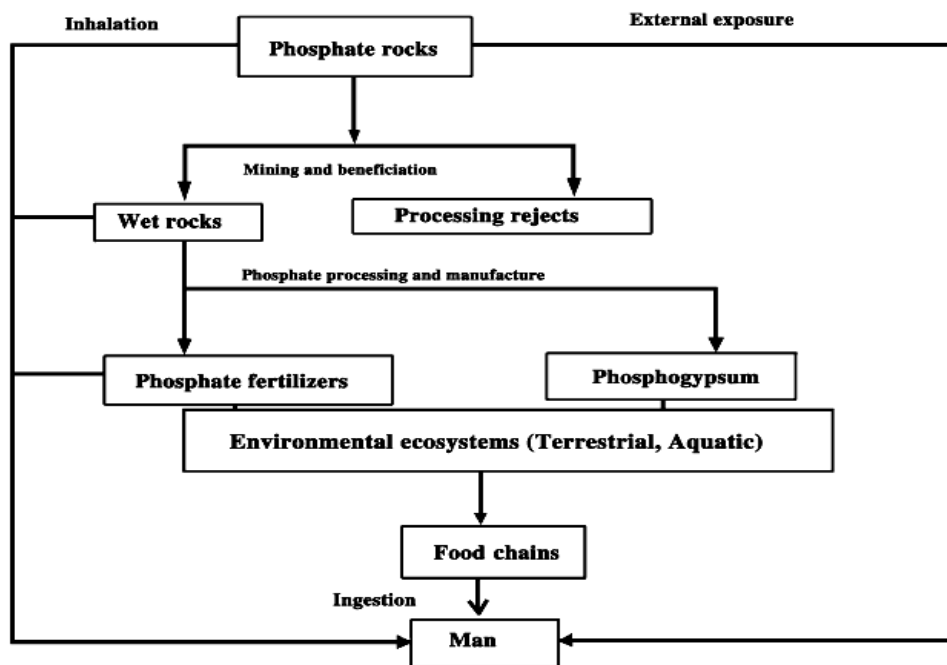 Inhalation
External exposure
Phosphate rocks
Mining and beneficiation
Wet rocks
Processing rejects
Phosphate processing and manufacture
Phosphate fertilizers
Phosphogypsum
Environmental ecosystems (Terrestrial, Aquatic)
Food chains
Ingestion
Man